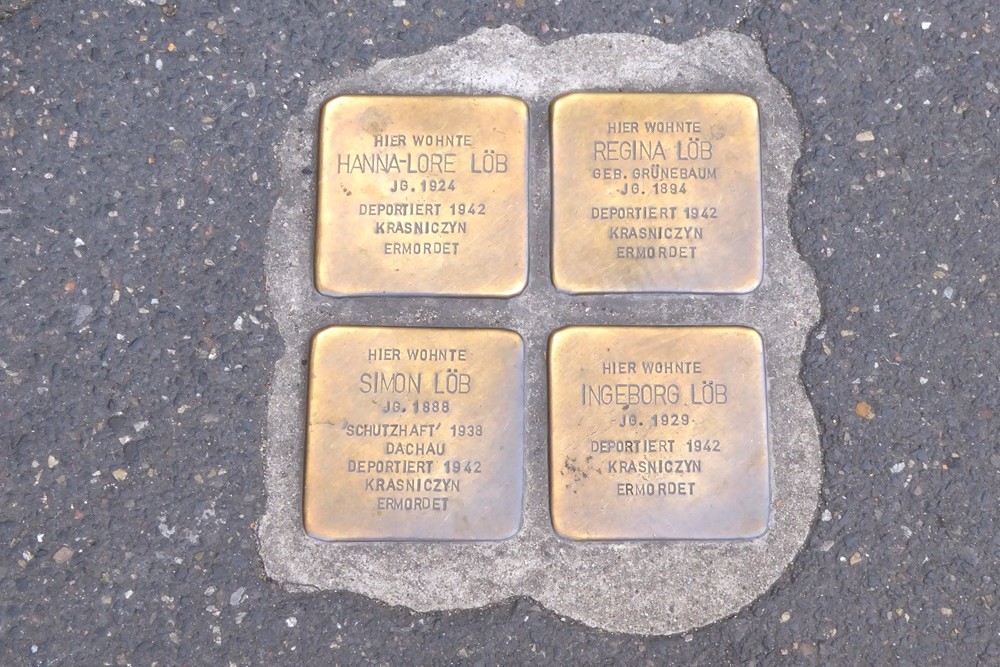 HIER WOHNTE
HANNA-LORE LÖB
JG. 1924
DEPORTIERT 1942
KRASNICZYN
ERMORDET
HIER WOHNTE
REGINA LÖB
GEB. GRÜNEBAUM
JG. 1894
DEPORTIERT 1942
KRASNICZYN
ERMORDET
HIER WOHNTE
SIMON LÖB
JG. 1888
'SCHUTZHAFT' 1938
DACHAU
DEPORTIERT 1942
KRASNICZYN
ERMORDET
HIER WOHNTE
INGEBORG LÖB
JG. 1929
DEPORTIERT 1942
KRASNICZYN
ERMORDET